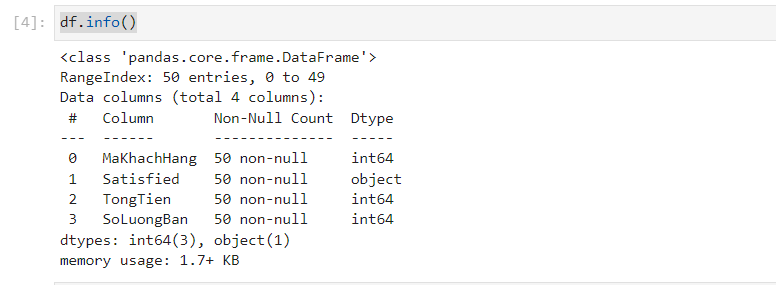 [4]: df.info()
<class 'pandas.core.frame.DataFrame'>
RangeIndex: 50 entries, 0 to 49
Data columns (total 4 columns):
 #   Column       Non-Null Count  Dtype
---  ------       --------------  -----
 0   MaKhachHang  50 non-null     int64
 1   Satisfied    50 non-null     object
 2   TongTien     50 non-null     int64
 3   SoLuongBan   50 non-null     int64
dtypes: int64(3), object(1)
memory usage: 1.7+ KB